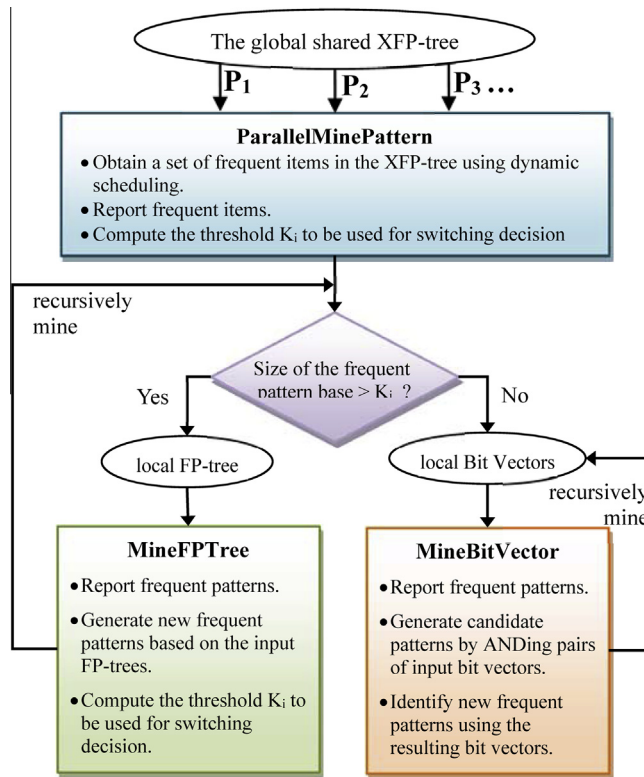 The global shared XFP-tree
P1 P2 P3 ...
ParallelMinePattern
• Obtain a set of frequent items in the XFP-tree using dynamic
scheduling.
• Report frequent items.
• Compute the threshold Ki to be used for switching decision
recursively
mine
Size of the frequent
pattern base > Ki ?
Yes
No
local FP-tree
local Bit Vectors
recursively
mine
MineFPTree
• Report frequent patterns.
• Generate new frequent
patterns based on the input
FP-trees.
• Compute the threshold Ki to
be used for switching
decision.
MineBitVector
• Report frequent patterns.
• Generate candidate
patterns by ANDing pairs
of input bit vectors.
• Identify new frequent
patterns using the
resulting bit vectors.